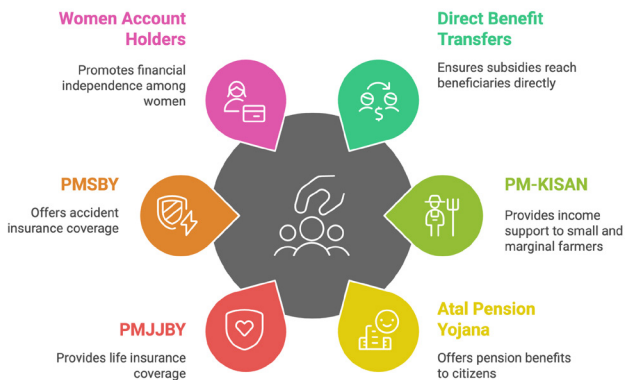 Women Account
Holders
Promotes financial
independence among
women
Direct Benefit
Transfers
Ensures subsidies reach
beneficiaries directly
PMSBY
Offers accident
insurance coverage
PM-KISAN
Provides income
support to small and
marginal farmers
PMJJBY
Provides life insurance
coverage
Atal Pension
Yojana
Offers pension benefits
to citizens
$